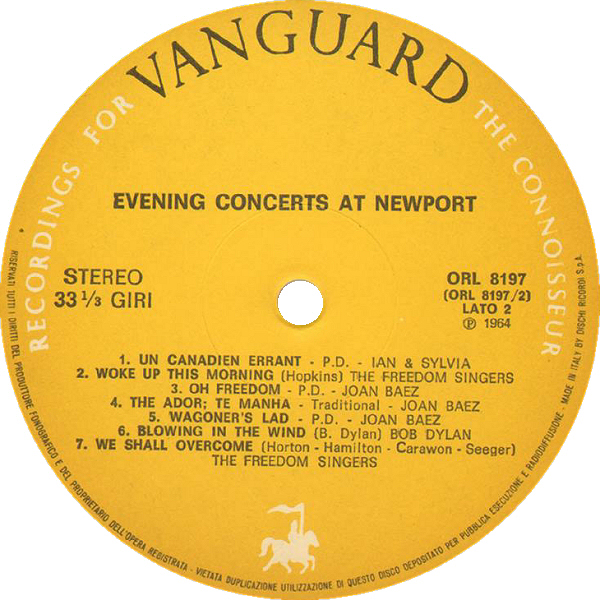 RECORDINGS FOR VANGUARD THE CONNOISSEUR
EVENING CONCERTS AT NEWPORT
STEREO
33 ⅓ GIRI
ORL 8197
(ORL 8197/2)
LATO 2
℗ 1964
1. UN CANADIEN ERRANT - P.D. - IAN & SYLVIA
2. WOKE UP THIS MORNING (Hopkins) THE FREEDOM SINGERS
3. OH FREEDOM - P.D. - JOAN BAEZ
4. THE ADOR; TE MANHA - Traditional - JOAN BAEZ
5. WAGONER'S LAD - P.D. - JOAN BAEZ
6. BLOWING IN THE WIND (B. Dylan) BOB DYLAN
7. WE SHALL OVERCOME (Horton - Hamilton - Carawon - Seeger)
THE FREEDOM SINGERS
RISERVATI TUTTI I DIRITTI DEL PRODUTTORE FONOGRAFICO E DEL PROPRIETARIO DELL'OPERA REGISTRATA - VIETATA DUPLICAZIONE UTILIZZAZIONE DI QUESTO DISCO DEPOSITATO PER PUBBLICA ESECUZIONE E RADIODIFFUSIONE - MADE IN ITALY BY DISCHI RICORDI S.p.A.